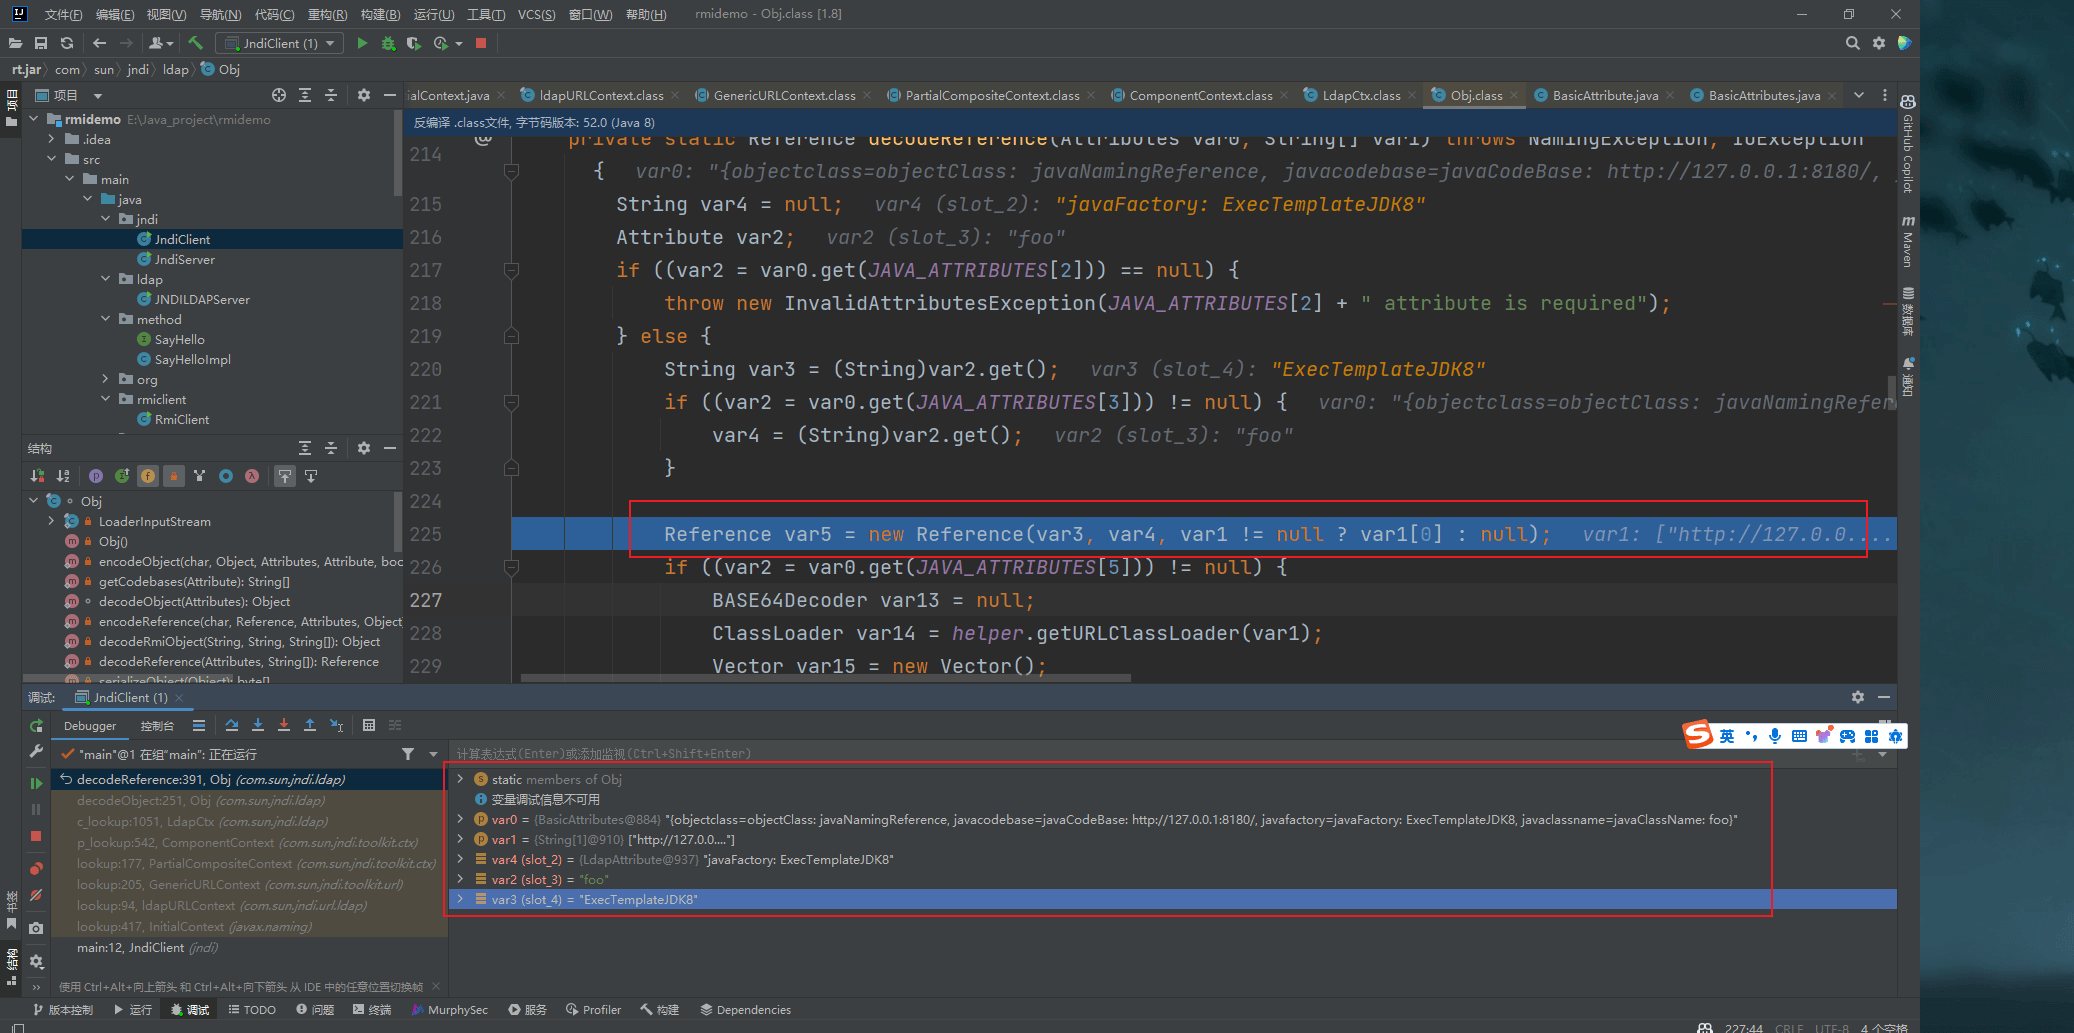 文件(F) 编辑(E) 视图(V) 导航(N) 代码(C) 重构(R) 构建(B) 运行(U) 工具(T) VCS(S) 窗口(W) 帮助(H) rmidemo - Obj.class [1.8]
JndiClient (1)
rt.jar com sun jndi ldap Obj
项目
ialContext.java ldapURLContext.class GenericURLContext.class PartialCompositeContext.class ComponentContext.class LdapCtx.class Obj.class BasicAttribute.java BasicAttributes.java
反编译 .class文件, 字节码版本: 52.0 (Java 8)
rmidemo E:\Java_project\rmidemo
.idea
src
main
java
jndi
JndiClient
JndiServer
ldap
JNDILDAPServer
method
SayHello
SayHelloImpl
org
rmiclient
RmiClient
214 private static Reference decodeReference(Attributes var0, String[] var1) throws NamingException, IOException
{ var0: "{objectclass=objectClass: javaNamingReference, javacodebase=javaCodeBase: http://127.0.0.1:8180/,
215 String var4 = null; var4 (slot_2): "javaFactory: ExecTemplateJDK8"
216 Attribute var2; var2 (slot_3): "foo"
217 if ((var2 = var0.get(JAVA_ATTRIBUTES[2])) == null) {
218 throw new InvalidAttributesException(JAVA_ATTRIBUTES[2] + " attribute is required");
219 } else {
220 String var3 = (String)var2.get(); var3 (slot_4): "ExecTemplateJDK8"
221 if ((var2 = var0.get(JAVA_ATTRIBUTES[3])) != null) { var0: "{objectclass=objectClass: javaNamingRefere
222 var4 = (String)var2.get(); var2 (slot_3): "foo"
223 }
224
225 Reference var5 = new Reference(var3, var4, var1 != null ? var1[0] : null); var1: ["http://127.0.0....
226 if ((var2 = var0.get(JAVA_ATTRIBUTES[5])) != null) {
227 BASE64Decoder var13 = null;
228 ClassLoader var14 = helper.getURLClassLoader(var1);
229 Vector var15 = new Vector();
GitHub Copilot
Maven
数据库
通知
结构
Obj
LoaderInputStream
Obj()
encodeObject(char, Object, Attributes, Attribute, boo
getCodebases(Attribute): String[]
decodeObject(Attributes): Object
encodeReference(char, Reference, Attributes, Object
decodeRmiObject(String, String, String[]): Object
decodeReference(Attributes, String[]): Reference
serializeObject(Object): byte[]
调试: JndiClient (1)
Debugger 控制台
"main"@1 在组"main": 正在运行
计算表达式(Enter)或添加监视(Ctrl+Shift+Enter)
英
decodeReference:391, Obj (com.sun.jndi.ldap)
decodeObject:251, Obj (com.sun.jndi.ldap)
c_lookup:1051, LdapCtx (com.sun.jndi.ldap)
p_lookup:542, ComponentContext (com.sun.jndi.toolkit.ctx)
lookup:177, PartialCompositeContext (com.sun.jndi.toolkit.ctx)
lookup:205, GenericURLContext (com.sun.jndi.toolkit.url)
lookup:94, ldapURLContext (com.sun.jndi.url.ldap)
lookup:417, InitialContext (javax.naming)
main:12, JndiClient (jndi)
static members of Obj
变量调试信息不可用
var0 = {BasicAttributes@884} "{objectclass=objectClass: javaNamingReference, javacodebase=javaCodeBase: http://127.0.0.1:8180/, javafactory=javaFactory: ExecTemplateJDK8, javaclassname=javaClassName: foo}"
var1 = {String[1]@910} ["http://127.0.0...."]
var4 (slot_2) = {LdapAttribute@937} "javaFactory: ExecTemplateJDK8"
var2 (slot_3) = "foo"
var3 (slot_4) = "ExecTemplateJDK8"
书签
结构
使用 Ctrl+Alt+向上箭头 和 Ctrl+Alt+向下箭头 从 IDE 中的任意位置切换帧
版本控制 运行 调试 TODO 问题 终端 MurphySec 服务 Profiler 构建 Dependencies
227:44 CRLF UTF-8 4 个空格